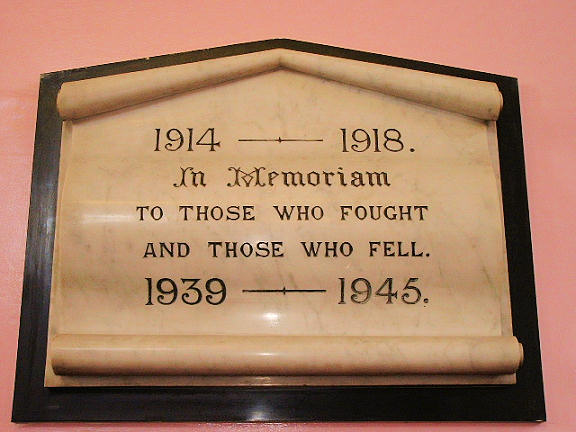 1914 — 1918.
In Memoriam
TO THOSE WHO FOUGHT
AND THOSE WHO FELL.
1939 — 1945.